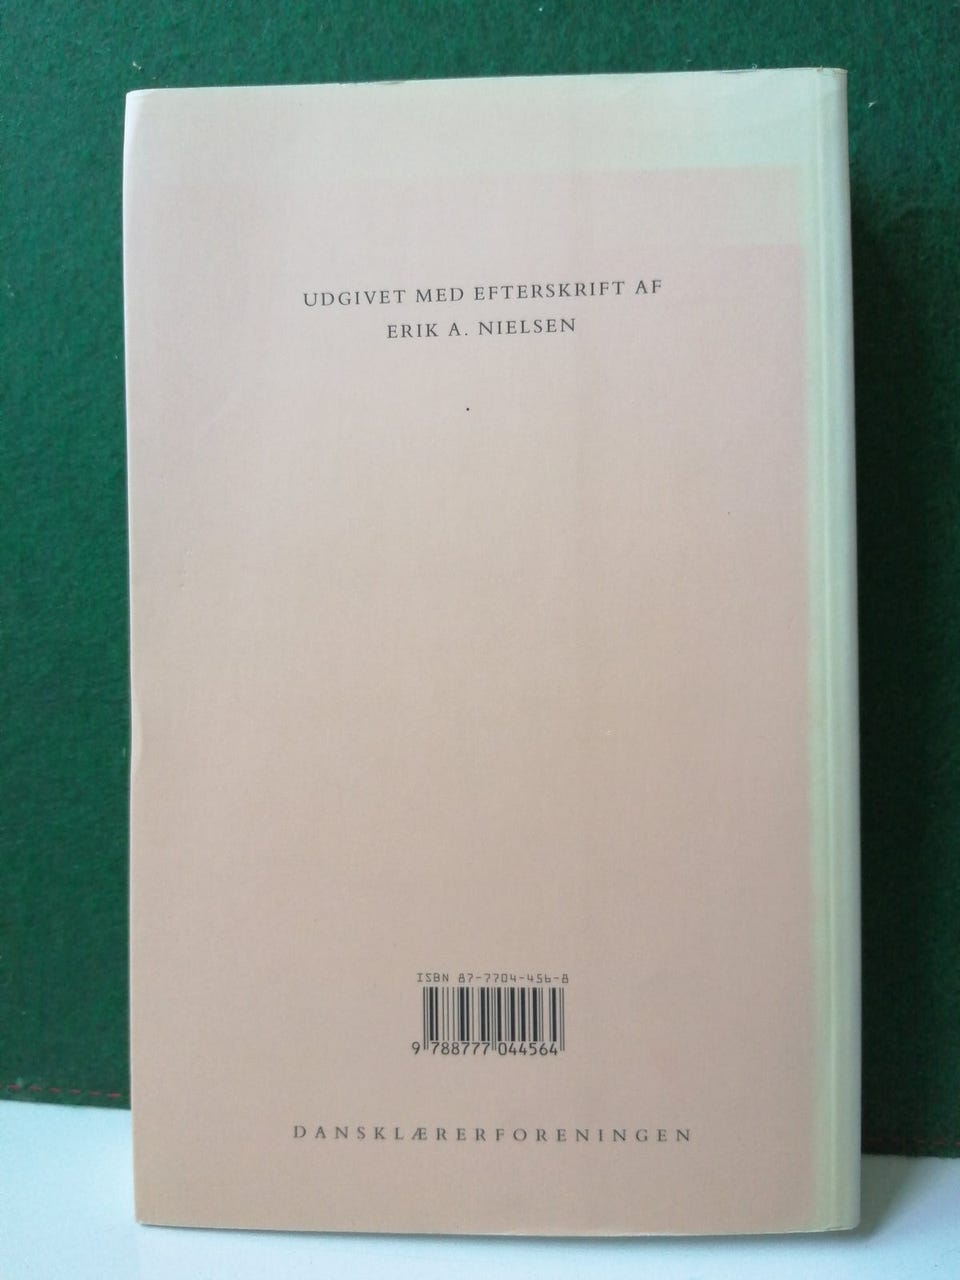 UDGIVET MED EFTERSKRIFT AF
ERIK A. NIELSEN
ISBN 87-7704-456-8
9 788777 044564
DANSKLÆRERFORENINGEN